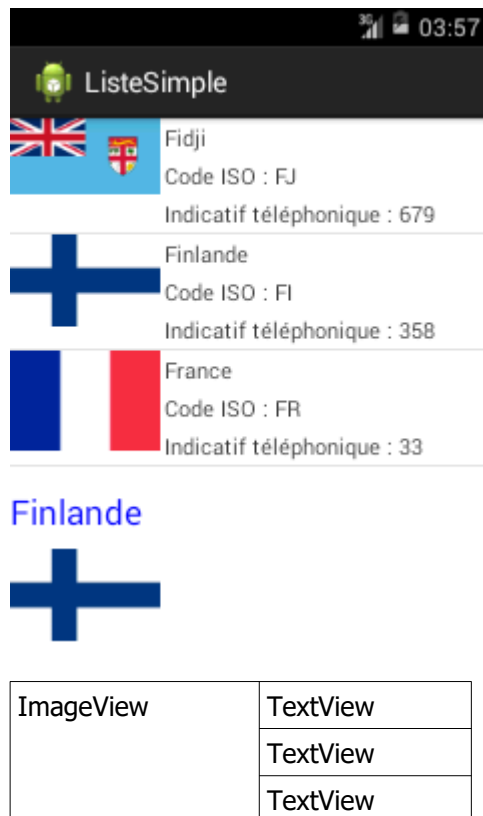 3G 03:57
ListeSimple
Fidji
Code ISO : FJ
Indicatif téléphonique : 679
Finlande
Code ISO : FI
Indicatif téléphonique : 358
France
Code ISO : FR
Indicatif téléphonique : 33
Finlande
ImageView TextView
TextView
TextView